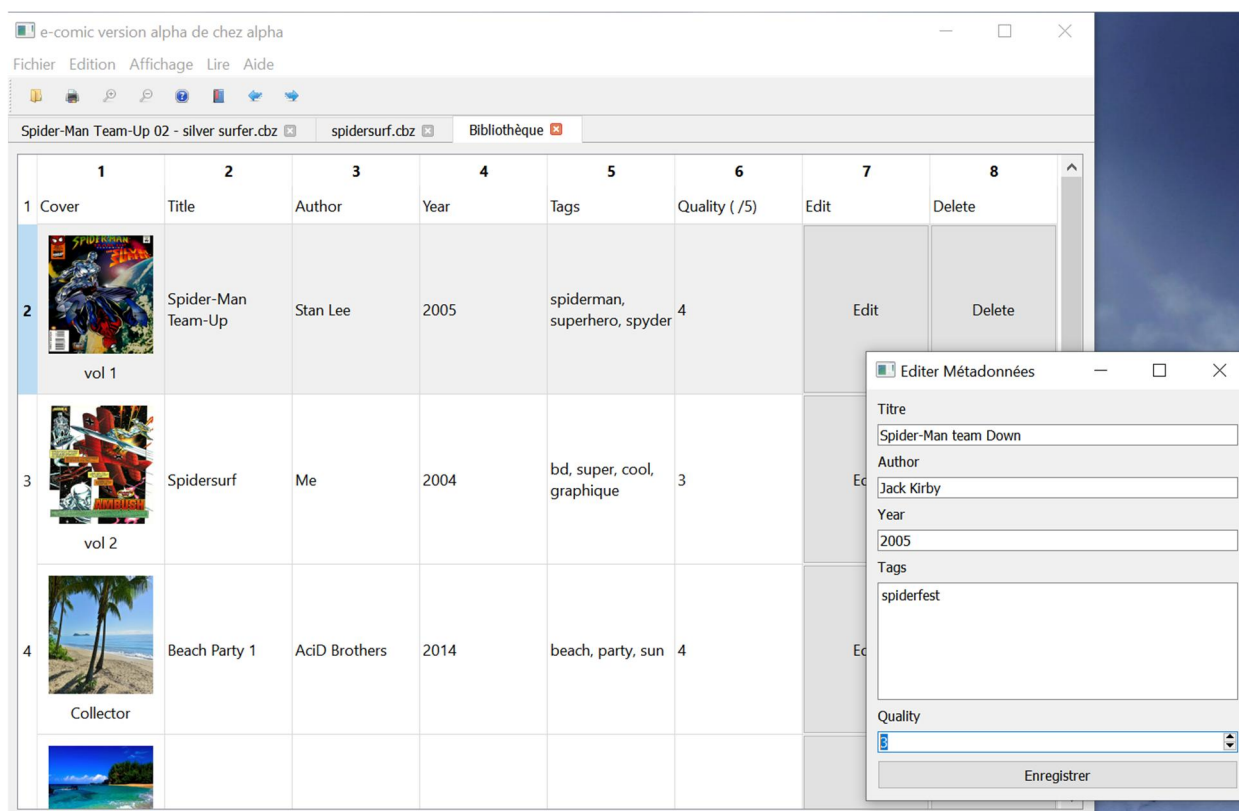 e-comic version alpha de chez alpha
Fichier Edition Affichage Lire Aide
Spider-Man Team-Up 02 - silver surfer.cbz spidersurf.cbz Bibliothèque
1 2 3 4 5 6 7 8
1 Cover Title Author Year Tags Quality ( /5) Edit Delete
2
SPIDER-MAN
vol 1
Spider-Man
Team-Up
Stan Lee
2005
spiderman,
superhero, spyder
4
Edit
Delete
3
AMBUSH
vol 2
Spidersurf
Me
2004
bd, super, cool,
graphique
3
Ed
4
Collector
Beach Party 1
AciD Brothers
2014
beach, party, sun
4
Ed
Editer Métadonnées
Titre
Spider-Man team Down
Author
Jack Kirby
Year
2005
Tags
spiderfest
Quality
3
Enregistrer